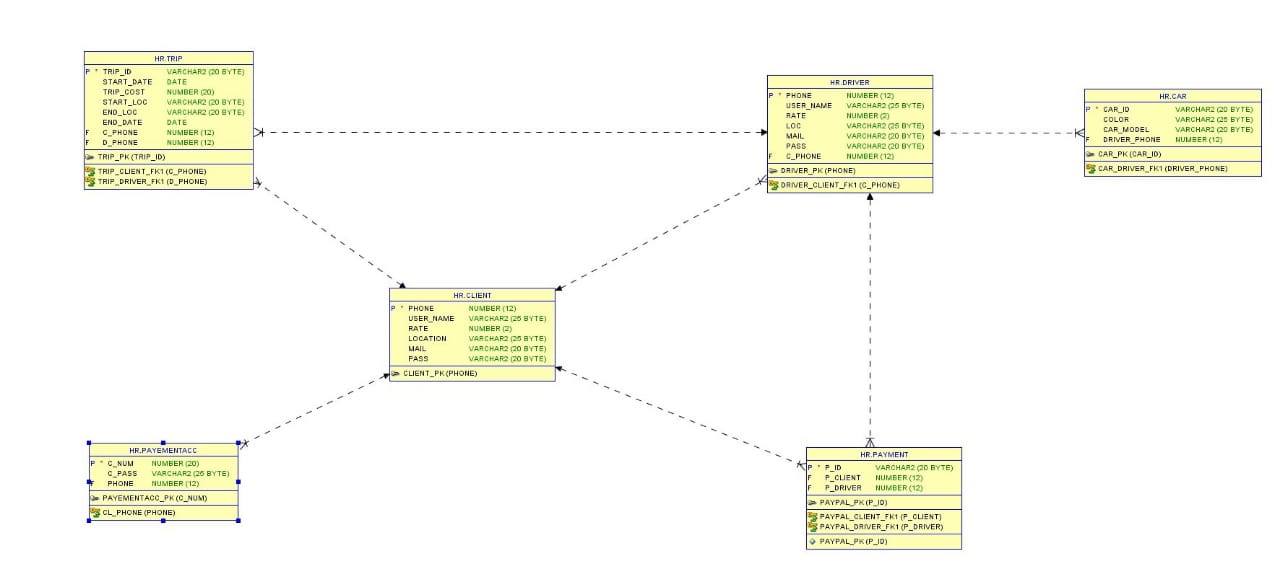 HR.TRIP
P * TRIP_ID VARCHAR2 (20 BYTE)
START_DATE DATE
TRIP_COST NUMBER (20)
START_LOC VARCHAR2 (20 BYTE)
END_LOC VARCHAR2 (20 BYTE)
END_DATE DATE
F C_PHONE NUMBER (12)
F D_PHONE NUMBER (12)
TRIP_PK (TRIP_ID)
TRIP_CLIENT_FK1 (C_PHONE)
TRIP_DRIVER_FK1 (D_PHONE)
HR.DRIVER
P * PHONE NUMBER (12)
USER_NAME VARCHAR2 (25 BYTE)
RATE NUMBER (2)
LOC VARCHAR2 (25 BYTE)
MAIL VARCHAR2 (20 BYTE)
PASS VARCHAR2 (20 BYTE)
F C_PHONE NUMBER (12)
DRIVER_PK (PHONE)
DRIVER_CLIENT_FK1 (C_PHONE)
HR.CAR
P * CAR_ID VARCHAR2 (20 BYTE)
COLOR VARCHAR2 (25 BYTE)
CAR_MODEL VARCHAR2 (20 BYTE)
F DRIVER_PHONE NUMBER (12)
CAR_PK (CAR_ID)
CAR_DRIVER_FK1 (DRIVER_PHONE)
HR.CLIENT
P * PHONE NUMBER (12)
USER_NAME VARCHAR2 (25 BYTE)
RATE NUMBER (2)
LOCATION VARCHAR2 (25 BYTE)
MAIL VARCHAR2 (20 BYTE)
PASS VARCHAR2 (20 BYTE)
CLIENT_PK (PHONE)
HR.PAYEMENTACC
P * C_NUM NUMBER (20)
C_PASS VARCHAR2 (25 BYTE)
F PHONE NUMBER (12)
PAYEMENTACC_PK (C_NUM)
CL_PHONE (PHONE)
HR.PAYMENT
P * P_ID VARCHAR2 (20 BYTE)
F P_CLIENT NUMBER (12)
F P_DRIVER NUMBER (12)
PAYPAL_PK (P_ID)
PAYPAL_CLIENT_FK1 (P_CLIENT)
PAYPAL_DRIVER_FK1 (P_DRIVER)
PAYPAL_PK (P_ID)